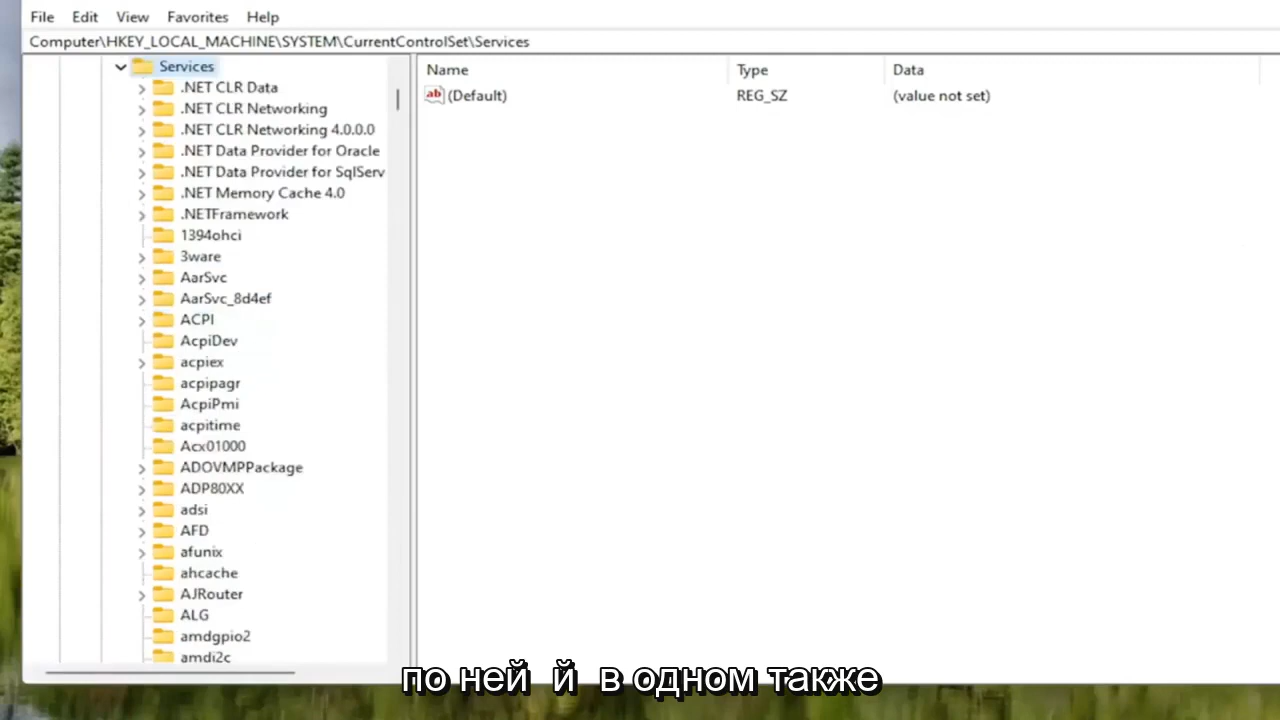 File Edit View Favorites Help
Computer\HKEY_LOCAL_MACHINE\SYSTEM\CurrentControlSet\Services
Services
.NET CLR Data
.NET CLR Networking
.NET CLR Networking 4.0.0.0
.NET Data Provider for Oracle
.NET Data Provider for SqlServ
.NET Memory Cache 4.0
.NETFramework
1394ohci
3ware
AarSvc
AarSvc_8d4ef
ACPI
AcpiDev
acpiex
acpipagr
AcpiPmi
acpitime
Acx01000
ADOVMPPackage
ADP80XX
adsi
AFD
afunix
ahcache
AJRouter
ALG
amdgpio2
amdi2c
Name Type Data
ab (Default) REG_SZ (value not set)
по ней й в одном также